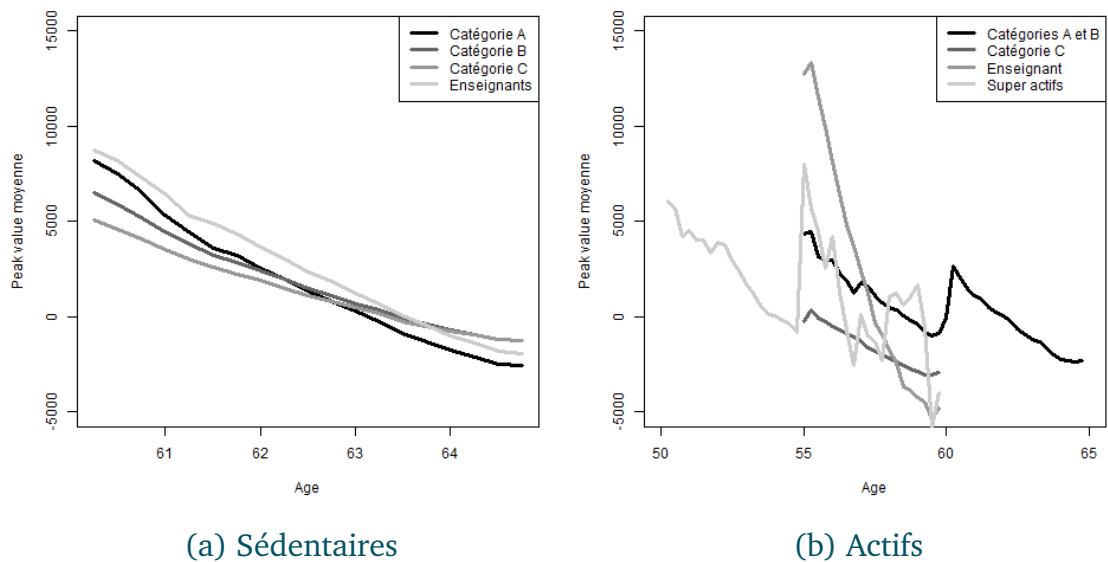 15000
10000
5000
0
-5000
Peak value moyenne
Catégorie A
Catégorie B
Catégorie C
Enseignants
61 62 63 64
Age
(a) Sédentaires
15000
10000
5000
0
-5000
Peak value moyenne
Catégories A et B
Catégorie C
Enseignant
Super actifs
50 55 60 65
Age
(b) Actifs